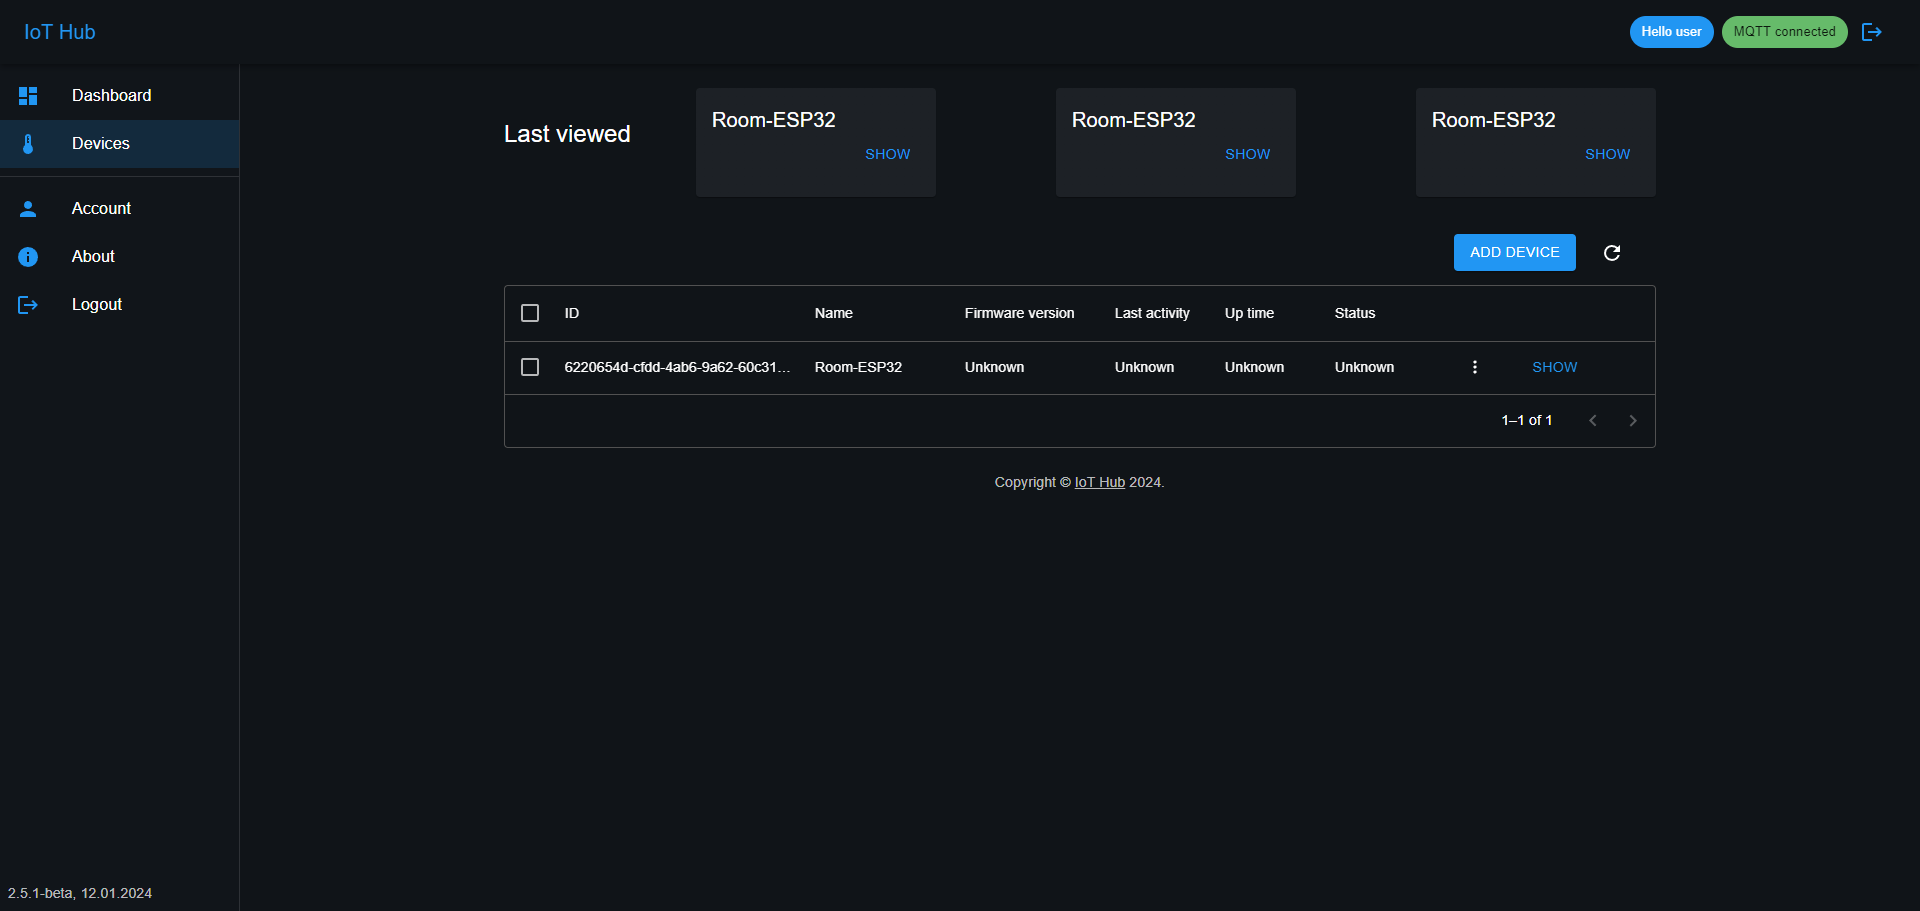 IoT Hub
Hello user
MQTT connected
Dashboard
Devices
Account
About
Logout
2.5.1-beta, 12.01.2024
Last viewed
Room-ESP32
SHOW
Room-ESP32
SHOW
Room-ESP32
SHOW
ADD DEVICE
ID Name Firmware version Last activity Up time Status
6220654d-cfdd-4ab6-9a62-60c31... Room-ESP32 Unknown Unknown Unknown Unknown SHOW
1–1 of 1
Copyright © IoT Hub 2024.